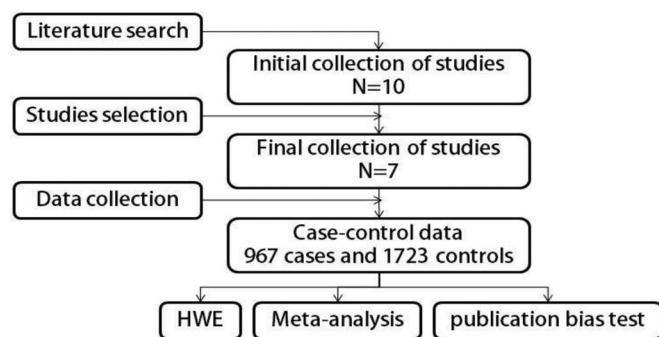 Literature search
Initial collection of studies
N=10
Studies selection
Final collection of studies
N=7
Data collection
Case-control data
967 cases and 1723 controls
HWE
Meta-analysis
publication bias test